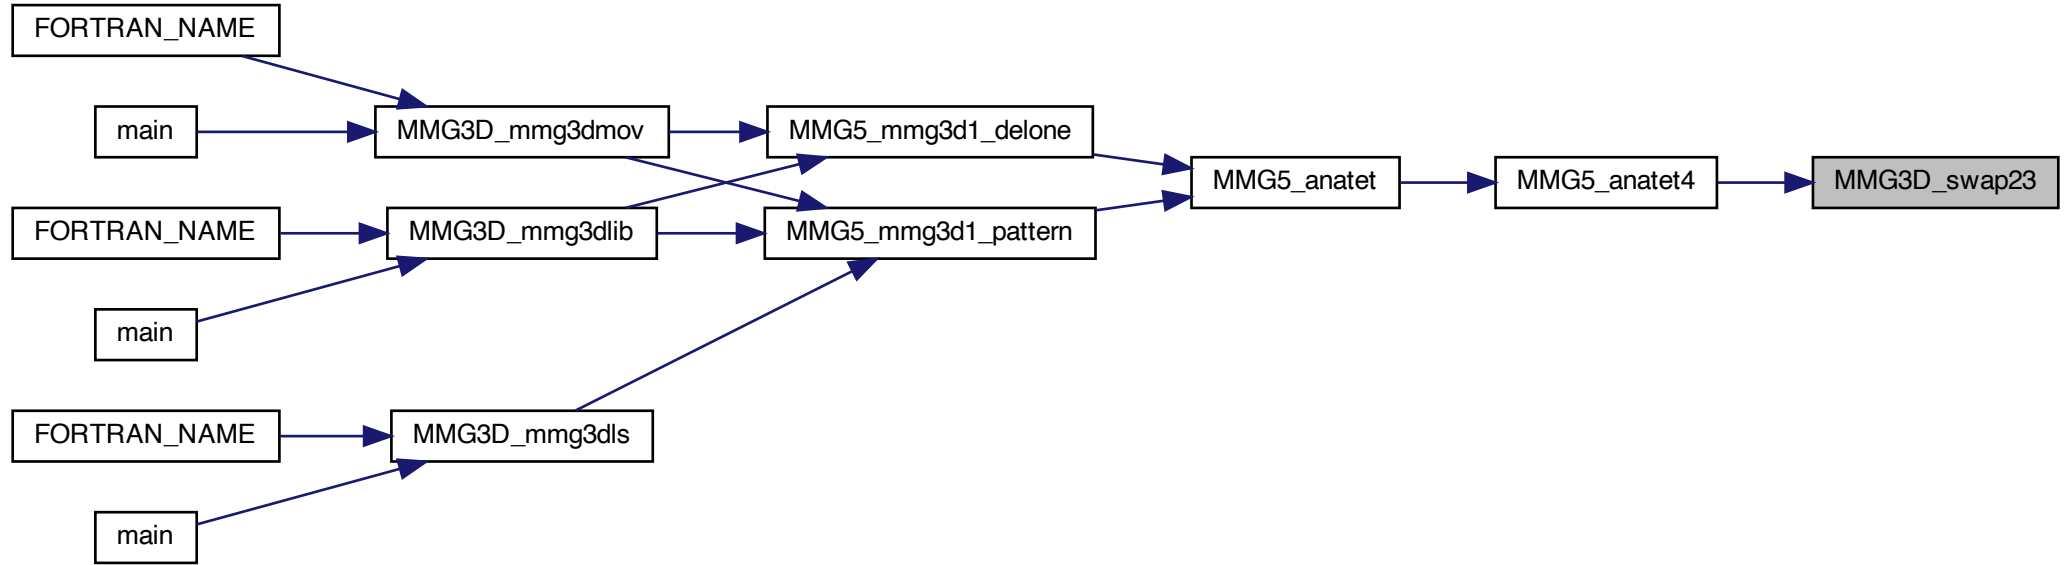 FORTRAN_NAME
main
MMG3D_mmg3dmov
MMG5_mmg3d1_delone
MMG5_anatet
MMG5_anatet4
MMG3D_swap23
FORTRAN_NAME
MMG3D_mmg3dlib
MMG5_mmg3d1_pattern
main
FORTRAN_NAME
MMG3D_mmg3dls
main